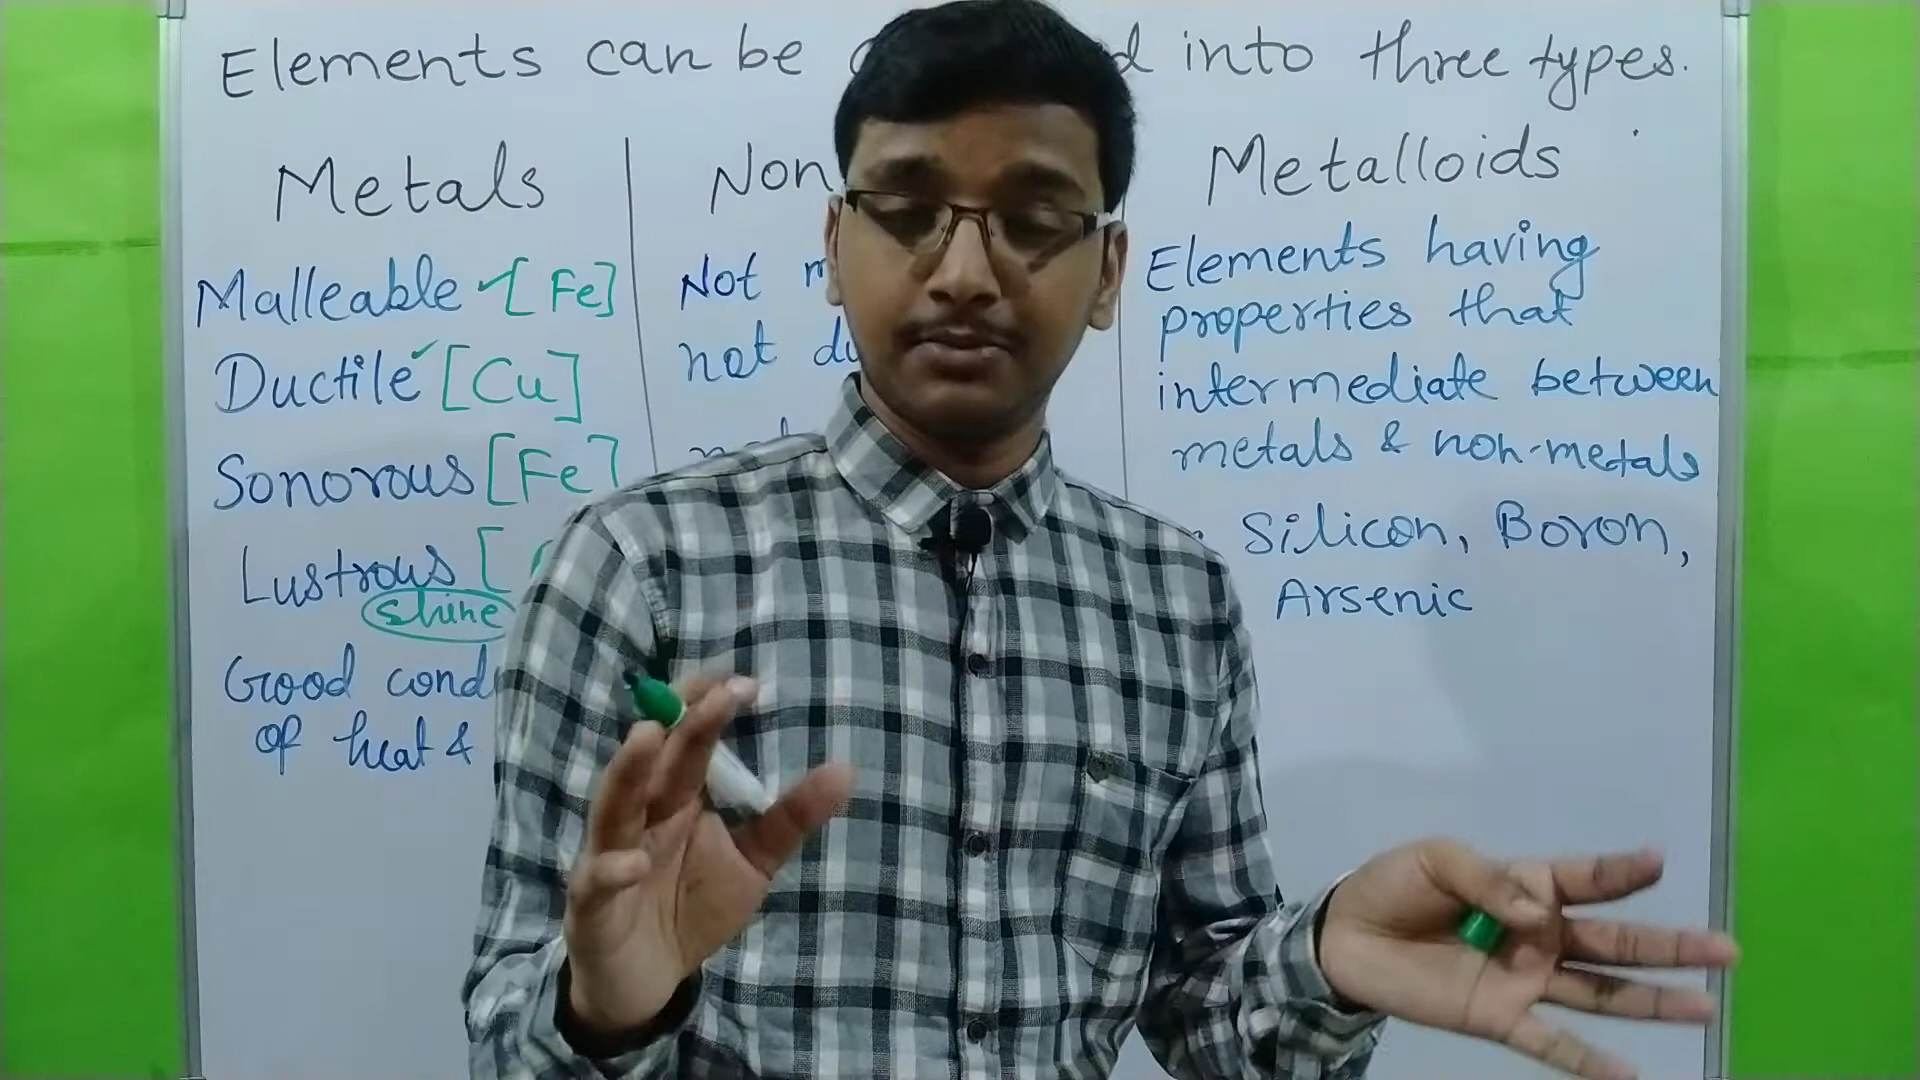 Elements can be into three types.
Metals
Malleable [Fe]
Ductile [Cu]
Sonorous [Fe]
Lustrous [
shine
Good
of heat &
Non
Not
not
Metalloids
Elements having
properties that
intermediate between
metals & non-metals
Silicon, Boron,
Arsenic